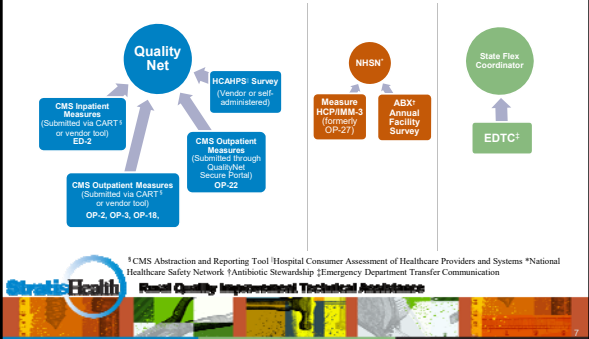 Quality
Net
HCAHPS| Survey
(Vendor or self-
administered)
CMS Inpatient
Measures
(Submitted via CART§
or vendor tool)
ED-2
CMS Outpatient
Measures
(Submitted through
QualityNet
Secure Portal)
OP-22
CMS Outpatient Measures
(Submitted via CART§
or vendor tool)
OP-2, OP-3, OP-18,
NHSN*
Measure
HCP/IMM-3
(formerly
OP-27)
ABX†
Annual
Facility
Survey
State Flex
Coordinator
EDTC‡
§CMS Abstraction and Reporting Tool |Hospital Consumer Assessment of Healthcare Providers and Systems *National
Healthcare Safety Network †Antibiotic Stewardship ‡Emergency Department Transfer Communication
StratisHealth
Rural Quality Improvement Technical Assistance
7